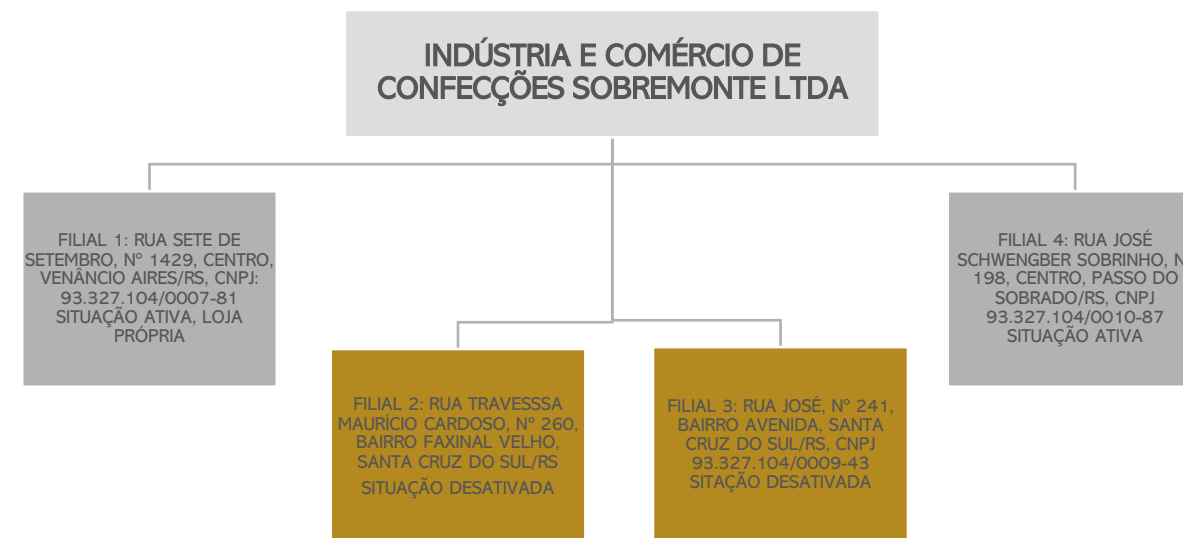 INDÚSTRIA E COMÉRCIO DE
CONFECÇÕES SOBREMONTE LTDA
FILIAL 1: RUA SETE DE
SETEMBRO, Nº 1429, CENTRO,
VENÂNCIO AIRES/RS, CNPJ:
93.327.104/0007-81
SITUAÇÃO ATIVA, LOJA
PRÓPRIA
FILIAL 2: RUA TRAVESSSA
MAURÍCIO CARDOSO, Nº 260,
BAIRRO FAXINAL VELHO,
SANTA CRUZ DO SUL/RS
SITUAÇÃO DESATIVADA
FILIAL 3: RUA JOSÉ, Nº 241,
BAIRRO AVENIDA, SANTA
CRUZ DO SUL/RS, CNPJ
93.327.104/0009-43
SITAÇÃO DESATIVADA
FILIAL 4: RUA JOSÉ
SCHWENGBER SOBRINHO,
198, CENTRO, PASSO DO
SOBRADO/RS, CNPJ
93.327.104/0010-87
SITUAÇÃO ATIVA